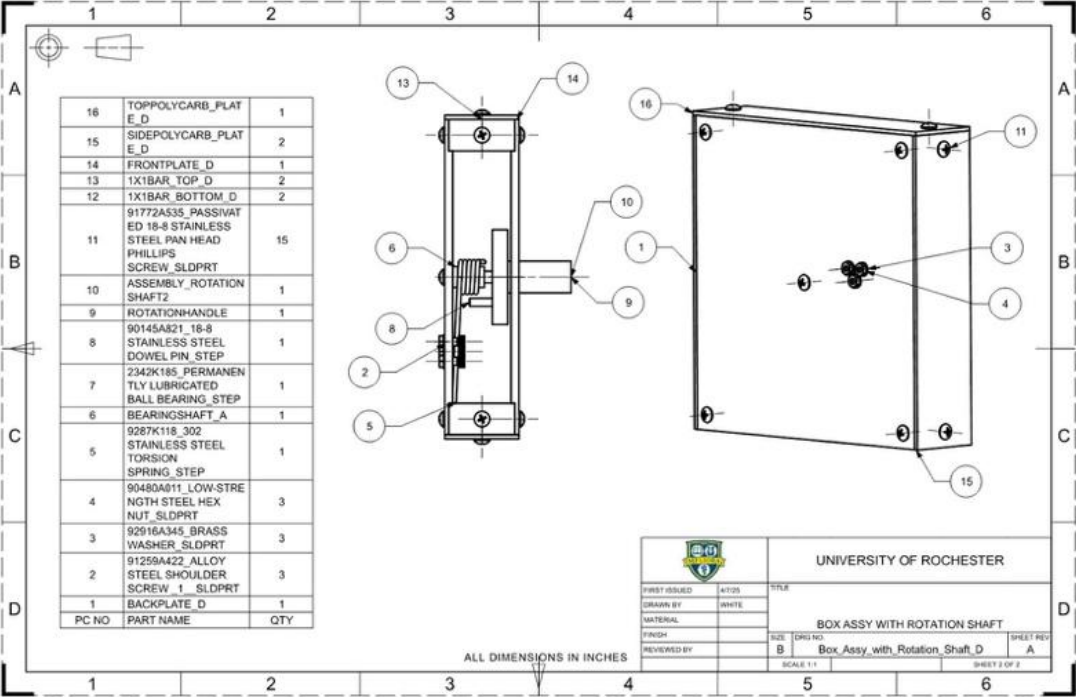 1 2 3 4 5 6
A A
B B
C C
D D
16 TOPPOLYCARB_PLAT 1
E_D
15 SIDEPOLYCARB_PLAT 2
E_D
14 FRONTPLATE_D 1
13 1X1BAR_TOP_D 2
12 1X1BAR_BOTTOM_D 2
91772A535_PASSIVAT
ED 18-8 STAINLESS
11 STEEL PAN HEAD 15
PHILLIPS
SCREW_SLDPRT
10 ASSEMBLY_ROTATION 1
SHAFT2
9 ROTATIONHANDLE 1
90145A821_18-8
8 STAINLESS STEEL 1
DOWEL PIN_STEP
2342K185_PERMANEN
7 TLY LUBRICATED 1
BALL BEARING_STEP
6 BEARINGSHAFT_A 1
9287K118_302
5 STAINLESS STEEL 1
TORSION
SPRING_STEP
90480A011_LOW-STRE
4 NGTH STEEL HEX 3
NUT_SLDPRT
3 92916A345_BRASS 3
WASHER_SLDPRT
91259A422_ALLOY
2 STEEL SHOULDER 3
SCREW_1__SLDPRT
1 BACKPLATE_D 1
PC NO PART NAME QTY
13 14
6 10
8 9
2
5
16 11
1 3
4
15
ALL DIMENSIONS IN INCHES
UNIVERSITY OF ROCHESTER
FIRST ISSUED 4/7/25 TITLE
DRAWN BY WHITE
MATERIAL BOX ASSY WITH ROTATION SHAFT
FINISH SIZE DRG NO. SHEET REV
REVIEWED BY B Box_Assy_with_Rotation_Shaft_D A
SCALE 1:1 SHEET 2 OF 2
1 2 3 4 5 6